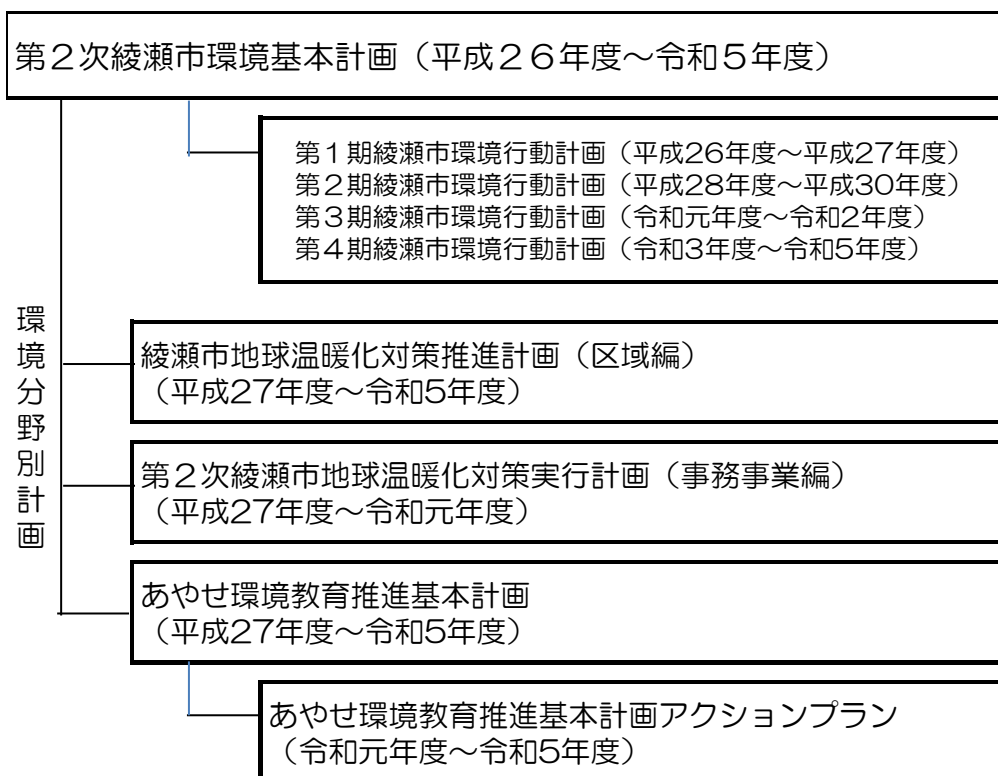 第２次綾瀬市環境基本計画（平成２６年度～令和５年度）
第１期綾瀬市環境行動計画（平成26年度～平成27年度）
第２期綾瀬市環境行動計画（平成28年度～平成30年度）
第３期綾瀬市環境行動計画（令和元年度～令和2年度）
第４期綾瀬市環境行動計画（令和3年度～令和5年度）
環境分野別計画
綾瀬市地球温暖化対策推進計画（区域編）
（平成27年度～令和5年度）
第２次綾瀬市地球温暖化対策実行計画（事務事業編）
（平成27年度～令和元年度）
あやせ環境教育推進基本計画
（平成27年度～令和5年度）
あやせ環境教育推進基本計画アクションプラン
（令和元年度～令和5年度）